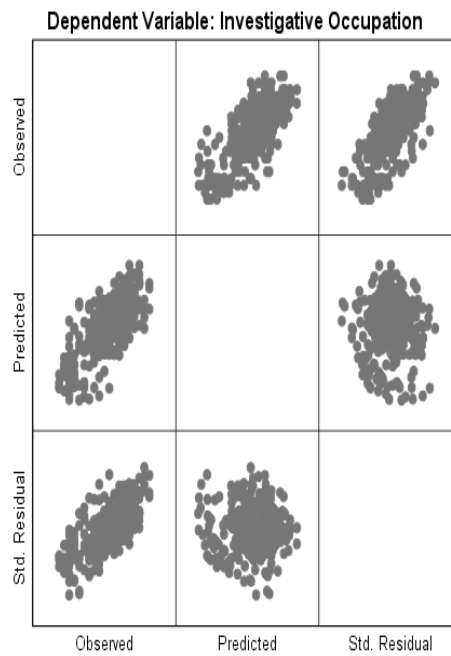 Dependent Variable: Investigative Occupation
Observed
Predicted
Std. Residual
Observed
Predicted
Std. Residual